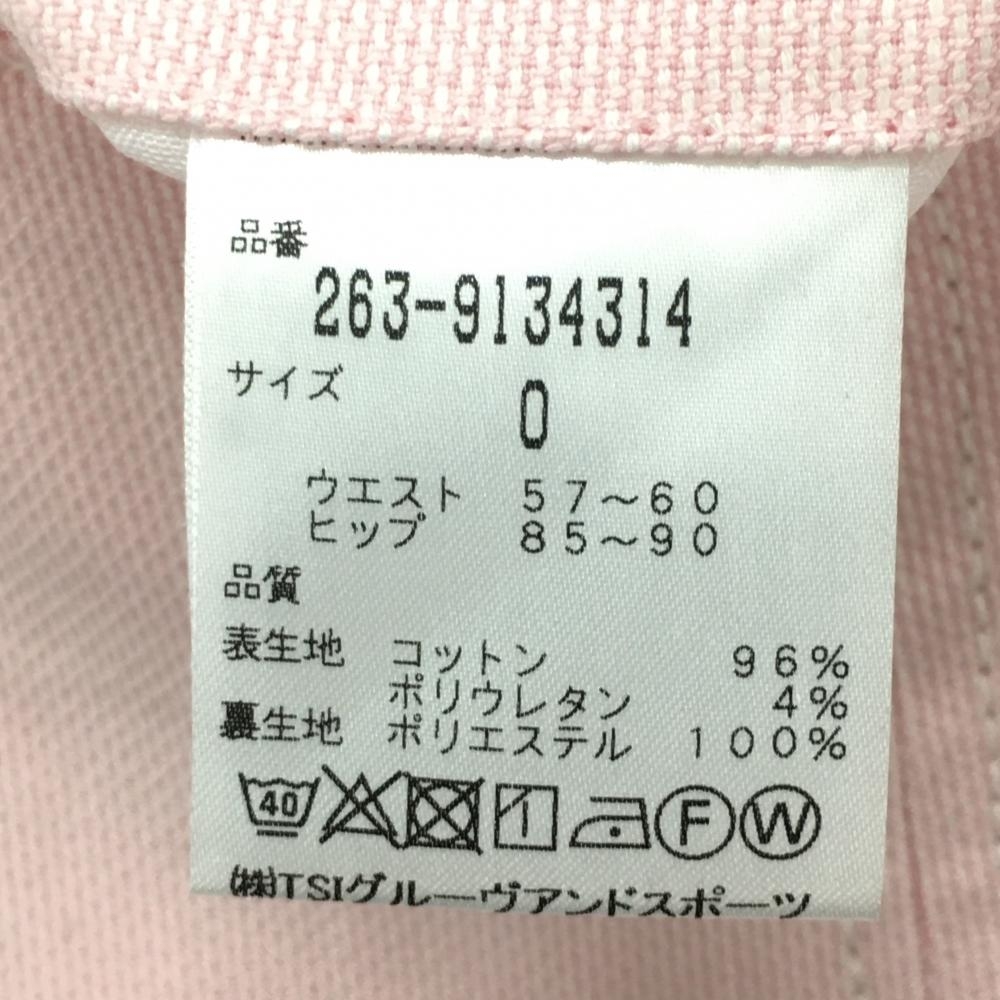 品番
263-9134314
サイズ
0
ウエスト 57～60
ヒップ 85～90
品質
表生地 コットン 96%
ポリウレタン 4%
裏生地 ポリエステル 100%
40 1 F W
(株)TSIグルーヴアンドスポーツ